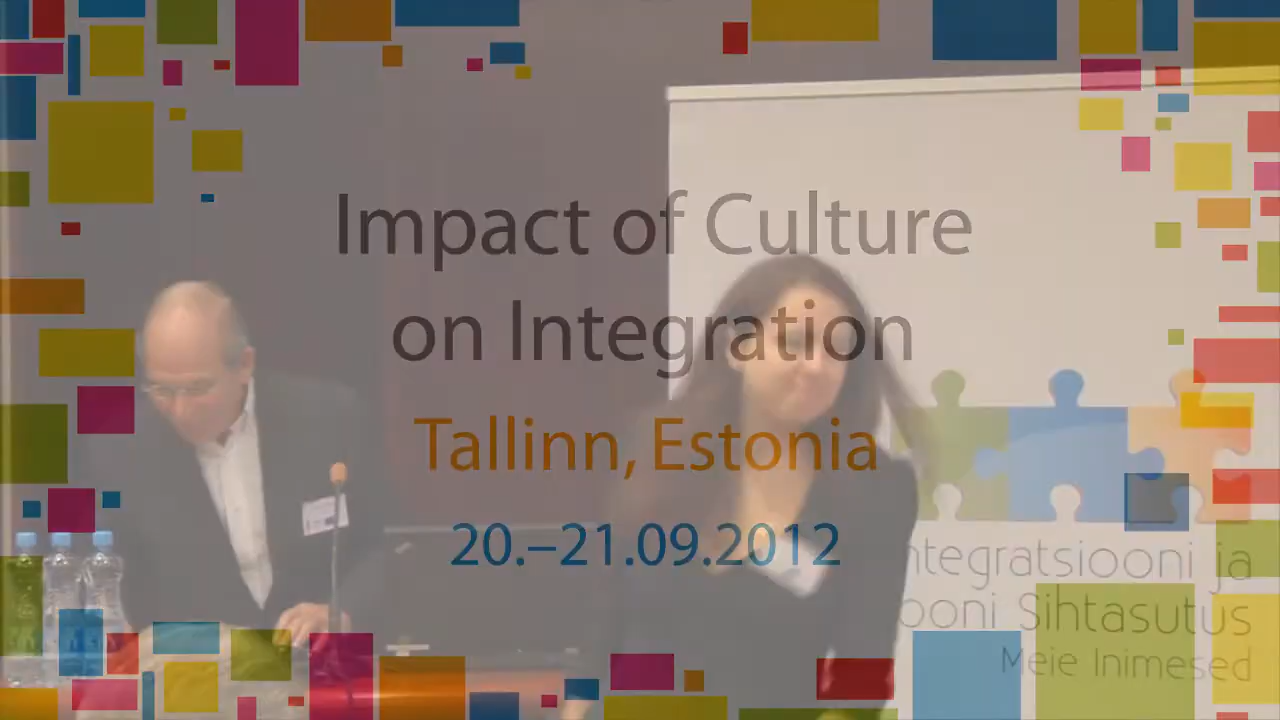 Impact of Culture
on Integration
Tallinn, Estonia
20.–21.09.2012
ntegratsiooni ja
ooni Sihtasutus
Meie Inimesed